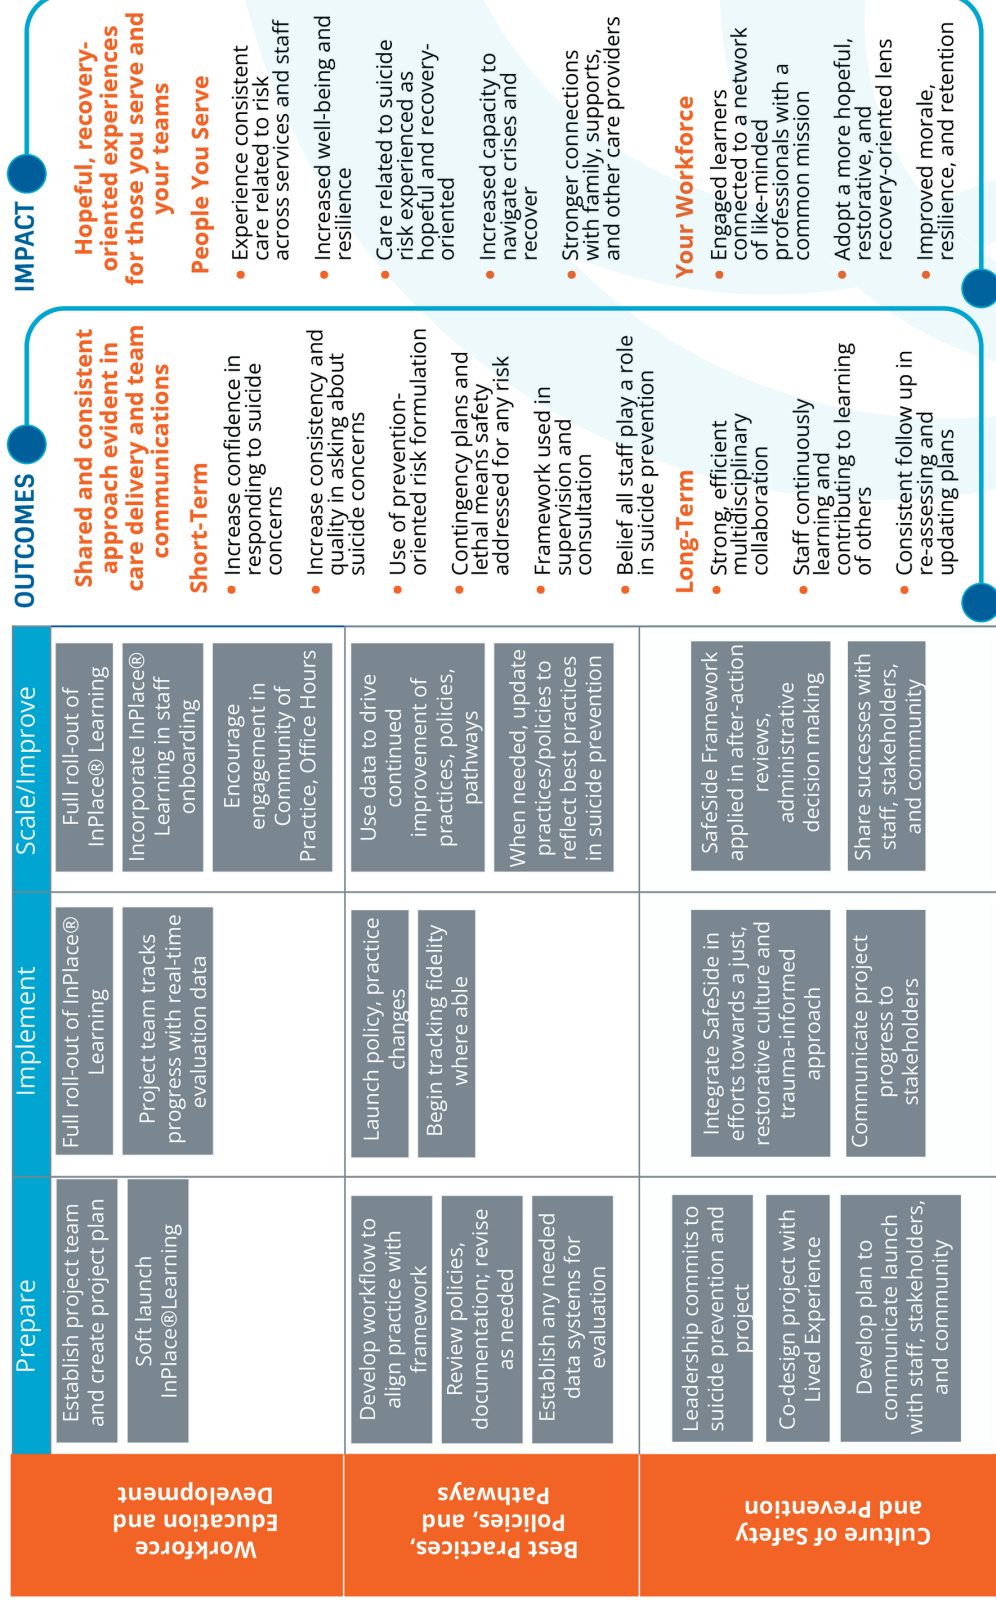 Prepare
Implement
Scale/Improve
Workforce
Education and
Development
Establish project team
and create project plan
Soft launch
InPlace®Learning
Full roll-out of InPlace®
Learning
Project team tracks
progress with real-time
evaluation data
Full roll-out of
InPlace® Learning
Incorporate InPlace®
Learning in staff
onboarding
Encourage
engagement in
Community of
Practice, Office Hours
Best Practices,
Policies, and
Pathways
Develop workflow to
align practice with
framework
Review policies,
documentation; revise
as needed
Establish any needed
data systems for
evaluation
Launch policy, practice
changes
Begin tracking fidelity
where able
Use data to drive
continued
improvement of
practices, policies,
pathways
When needed, update
practices/policies to
reflect best practices
in suicide prevention
Culture of Safety
and Prevention
Leadership commits to
suicide prevention and
project
Co-design project with
Lived Experience
Develop plan to
communicate launch
with staff, stakeholders,
and community
Integrate SafeSide in
efforts towards a just,
restorative culture and
trauma-informed
approach
Communicate project
progress to
stakeholders
SafeSide Framework
applied in after-action
reviews,
administrative
decision making
Share successes with
staff, stakeholders,
and community
OUTCOMES
Shared and consistent
approach evident in
care delivery and team
communications
Short-Term
• Increase confidence in
responding to suicide
concerns
• Increase consistency and
quality in asking about
suicide concerns
• Use of prevention-
oriented risk formulation
• Contingency plans and
lethal means safety
addressed for any risk
• Framework used in
supervision and
consultation
• Belief all staff play a role
in suicide prevention
Long-Term
• Strong, efficient
multidisciplinary
collaboration
• Staff continuously
learning and
contributing to learning
of others
• Consistent follow up in
re-assessing and
updating plans
IMPACT
Hopeful, recovery-
oriented experiences
for those you serve and
your teams
People You Serve
• Experience consistent
care related to risk
across services and staff
• Increased well-being and
resilience
• Care related to suicide
risk experienced as
hopeful and recovery-
oriented
• Increased capacity to
navigate crises and
recover
• Stronger connections
with family, supports,
and other care providers
Your Workforce
• Engaged learners
connected to a network
of like-minded
professionals with a
common mission
• Adopt a more hopeful,
restorative, and
recovery-oriented lens
• Improved morale,
resilience, and retention